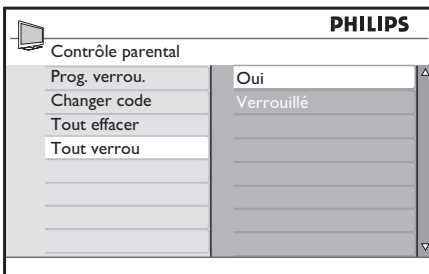 PHILIPS
Contrôle parental
Prog. verrou.
Changer code
Tout effacer
Tout verrou
Oui
Verrouillé